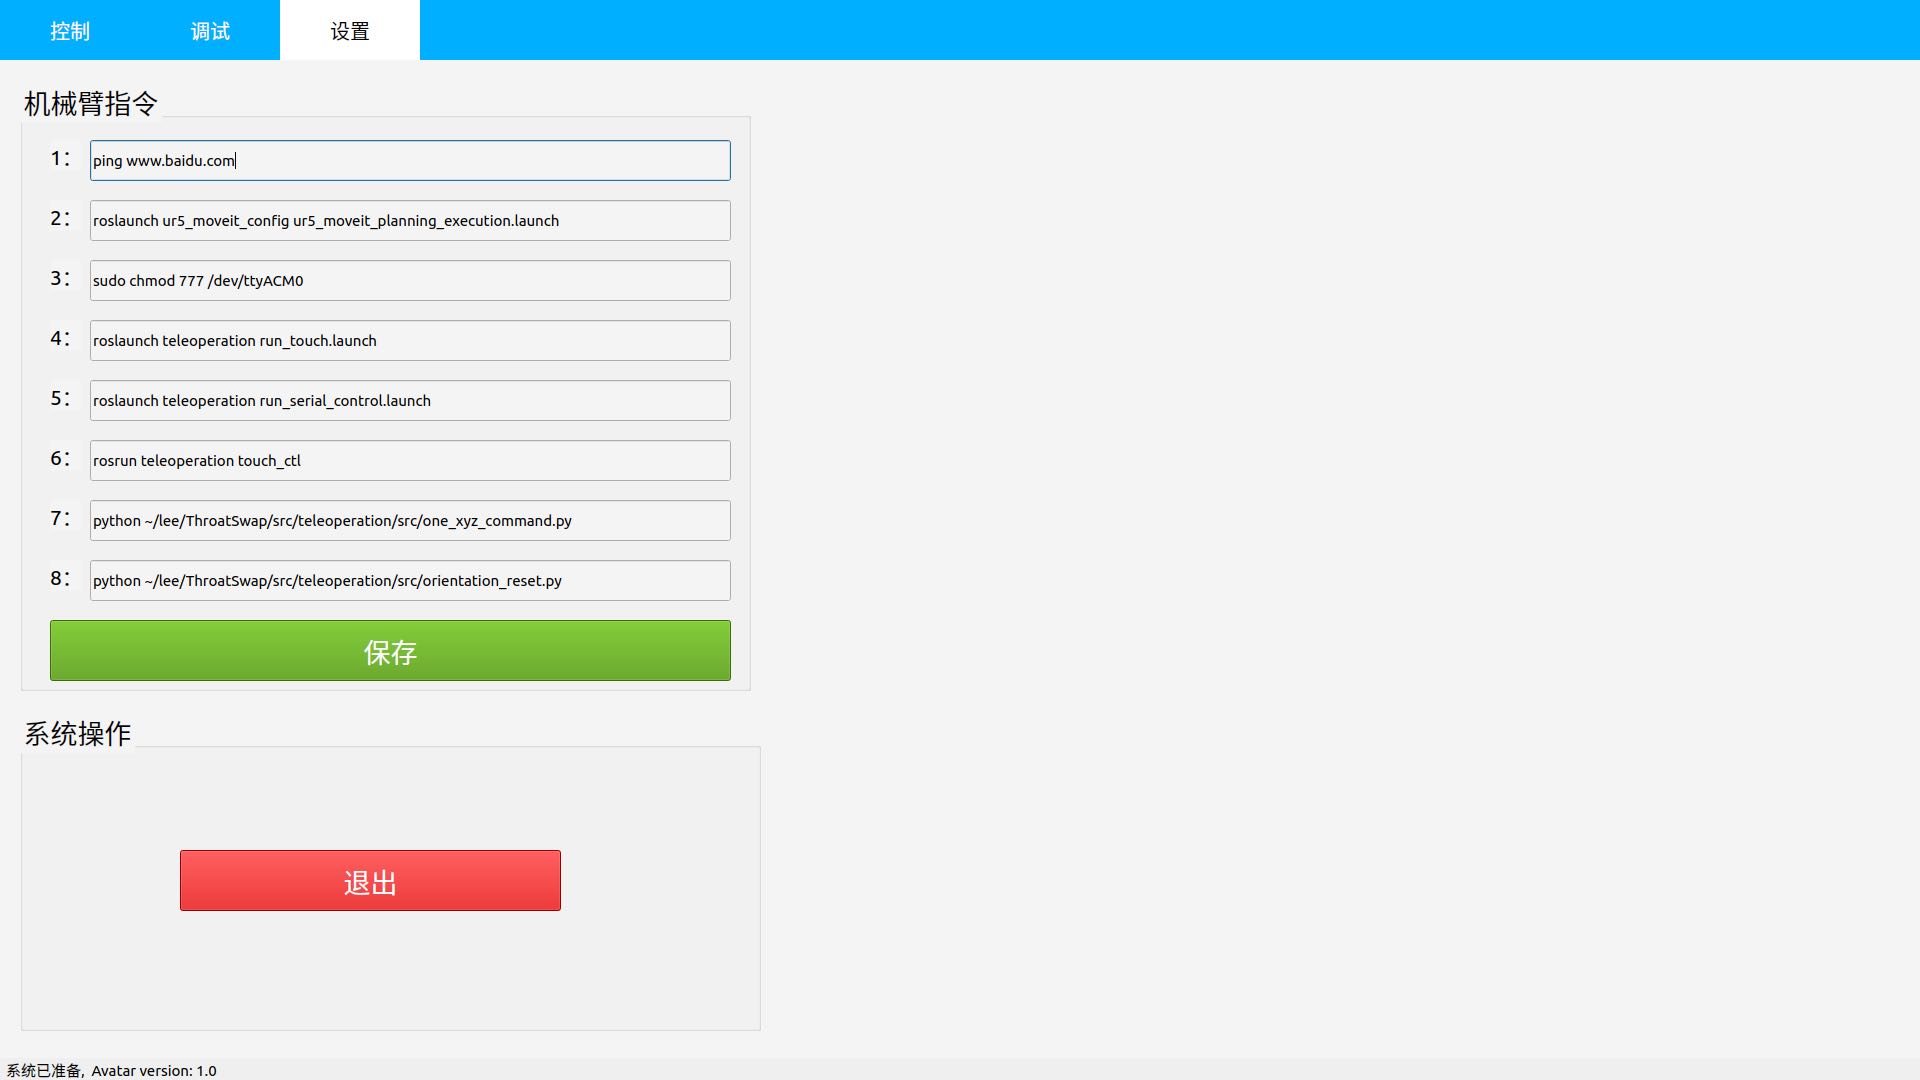 控制 调试 设置
机械臂指令
1： ping www.baidu.com
2： roslaunch ur5_moveit_config ur5_moveit_planning_execution.launch
3： sudo chmod 777 /dev/ttyACM0
4： roslaunch teleoperation run_touch.launch
5： roslaunch teleoperation run_serial_control.launch
6： rosrun teleoperation touch_ctl
7： python ~/lee/ThroatSwap/src/teleoperation/src/one_xyz_command.py
8： python ~/lee/ThroatSwap/src/teleoperation/src/orientation_reset.py
保存
系统操作
退出
系统已准备, Avatar version: 1.0